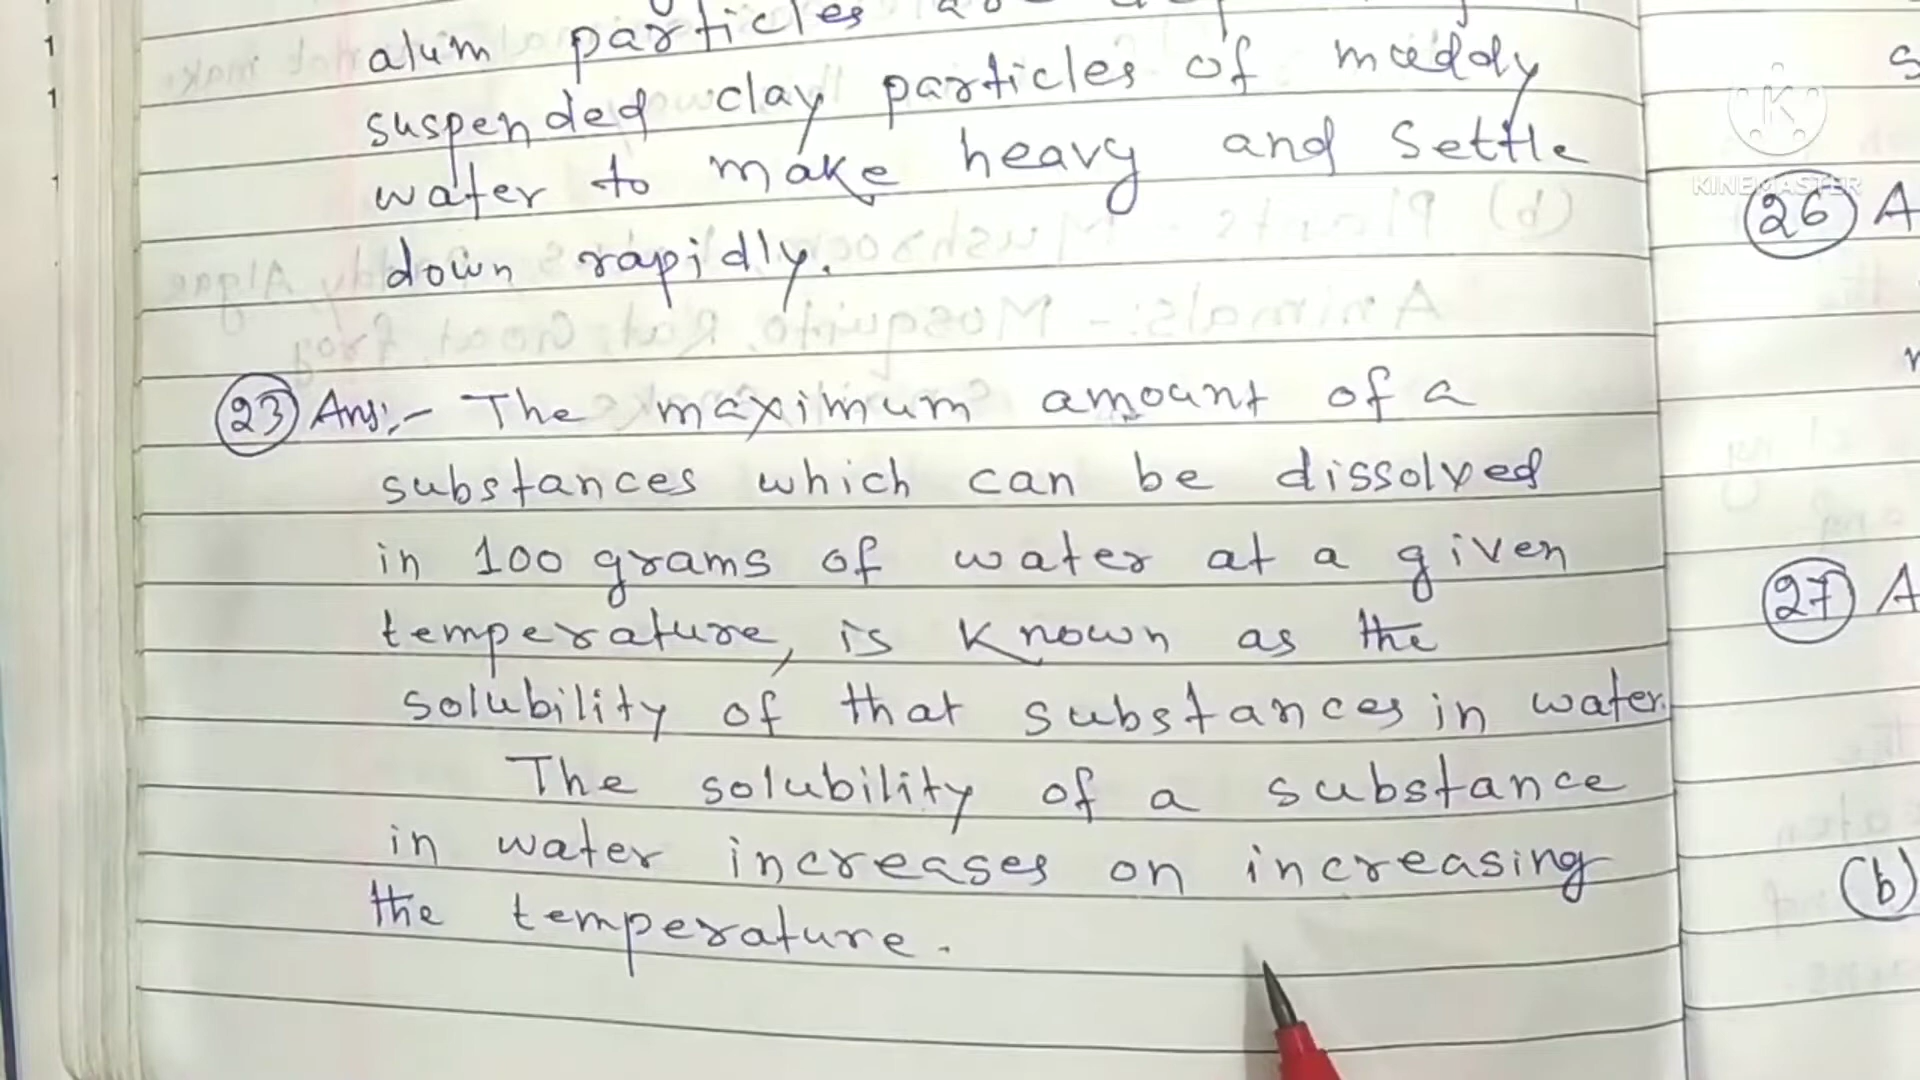 alum particles
suspended clay particles of muddy
water to make heavy and settle
down rapidly.
23 Ans:- The maximum amount of a
substances which can be dissolved
in 100 grams of water at a given
temperature, is known as the
solubility of that substances in water.
The solubility of a substance
in water increases on increasing
the temperature.
26 A
27 A
(b)
KINEMASTER